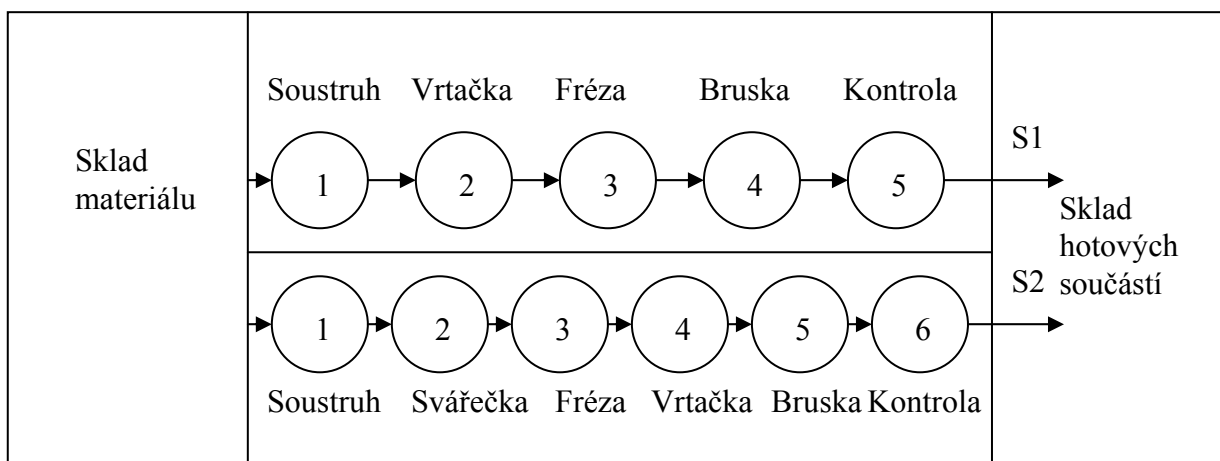 Soustruh Vrtačka Fréza Bruska Kontrola
Sklad
materiálu
1 2 3 4 5
S1
Sklad
hotových
součástí
S2
1 2 3 4 5 6
Soustruh Svářečka Fréza Vrtačka Bruska Kontrola